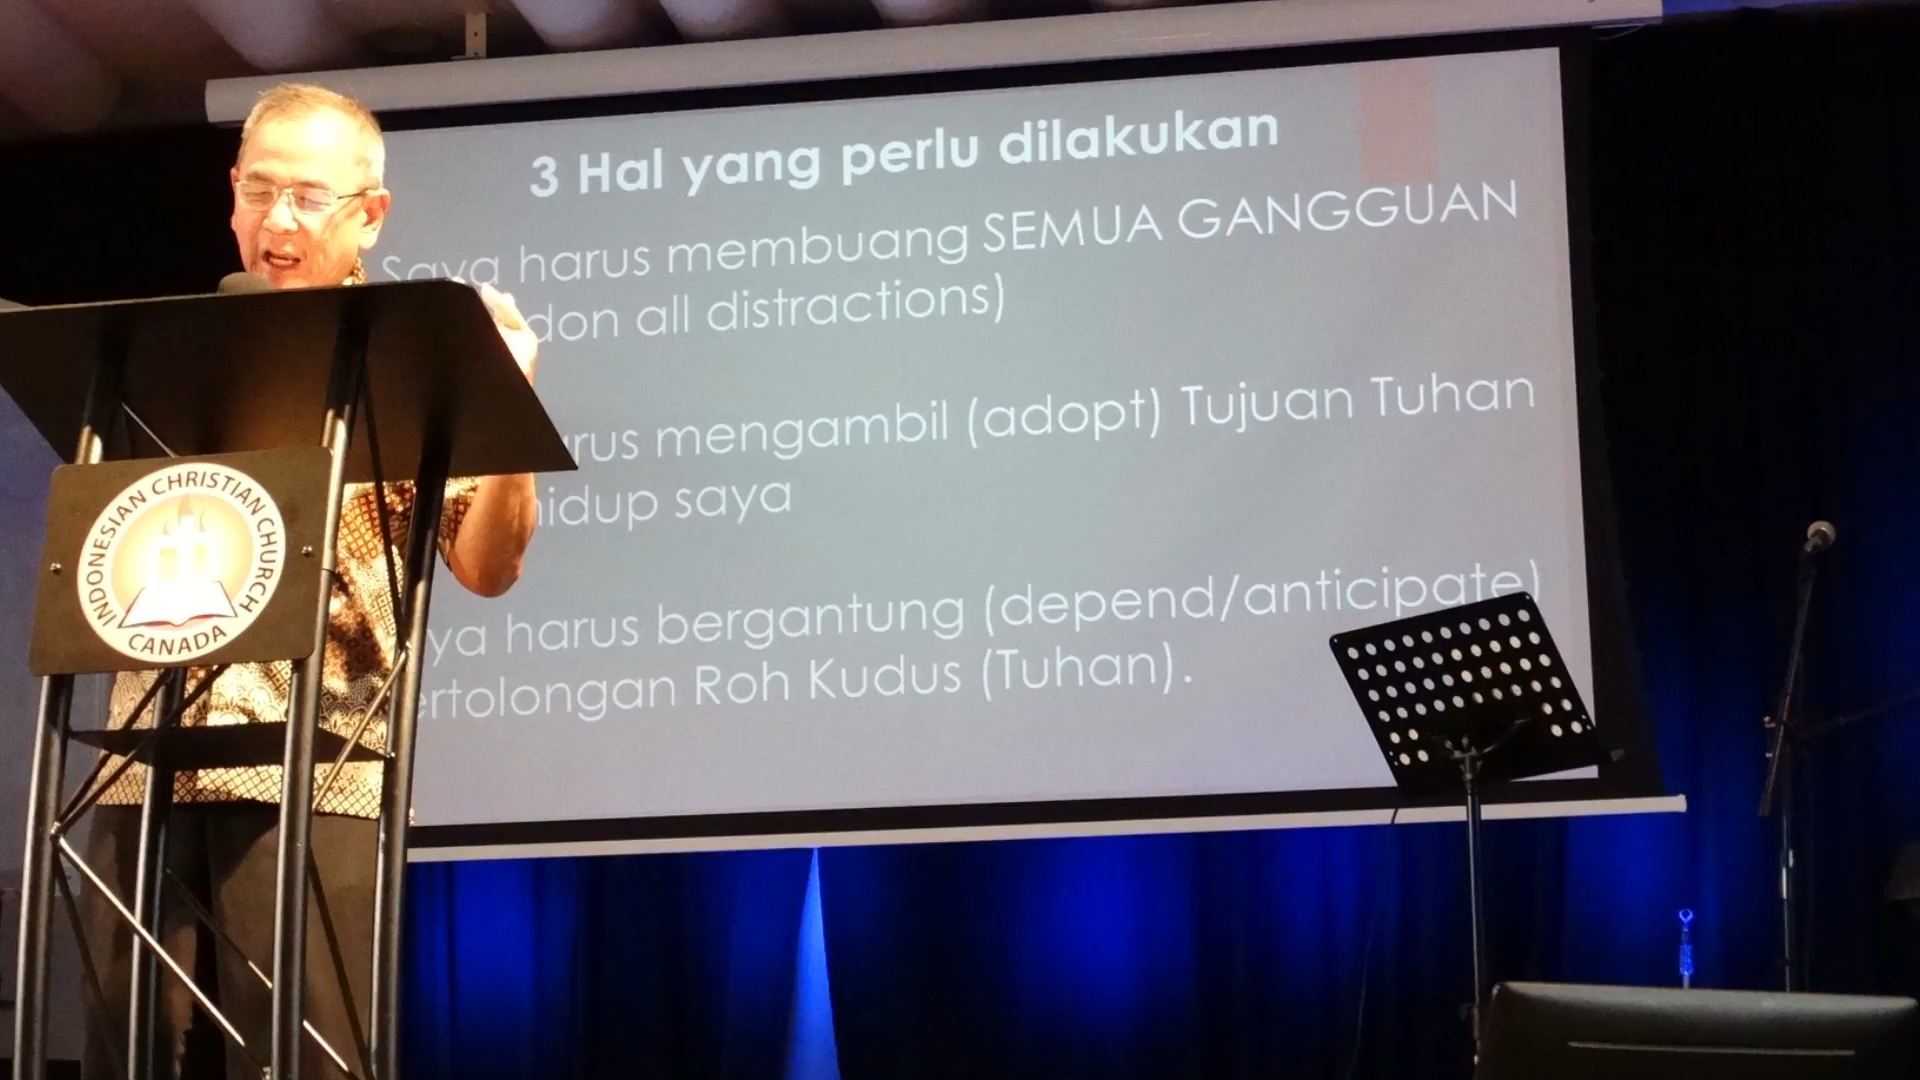 3 Hal yang perlu dilakukan
Saya harus membuang SEMUA GANGGUAN
all distractions)
mengambil (adopt) Tujuan Tuhan
hidup saya
harus bergantung (depend/anticipate)
Roh Kudus (Tuhan).
INDONESIAN CHRISTIAN CHURCH
CANADA